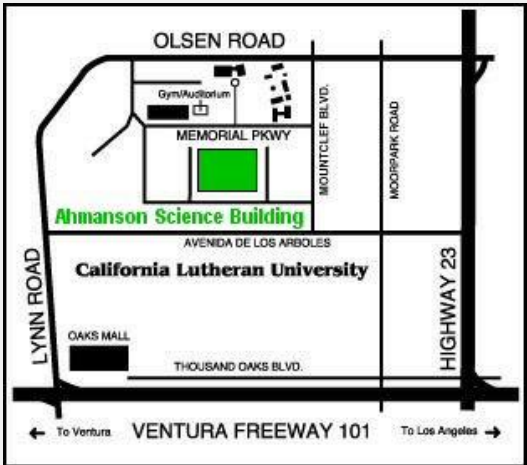 OLSEN ROAD
Gym/Auditorium
MEMORIAL PKWY
MOUNTCLEF BLVD.
MOORPARK ROAD
Ahmanson Science Building
AVENIDA DE LOS ARBOLES
California Lutheran University
LYNN ROAD
HIGHWAY 23
OAKS MALL
THOUSAND OAKS BLVD.
← To Ventura
VENTURA FREEWAY 101
To Los Angeles →